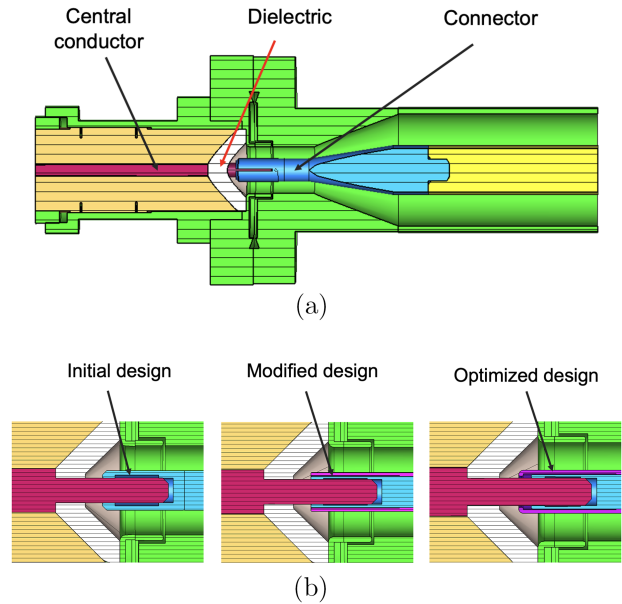 Central
conductor
Dielectric
Connector
(a)
Initial design
Modified design
Optimized design
(b)